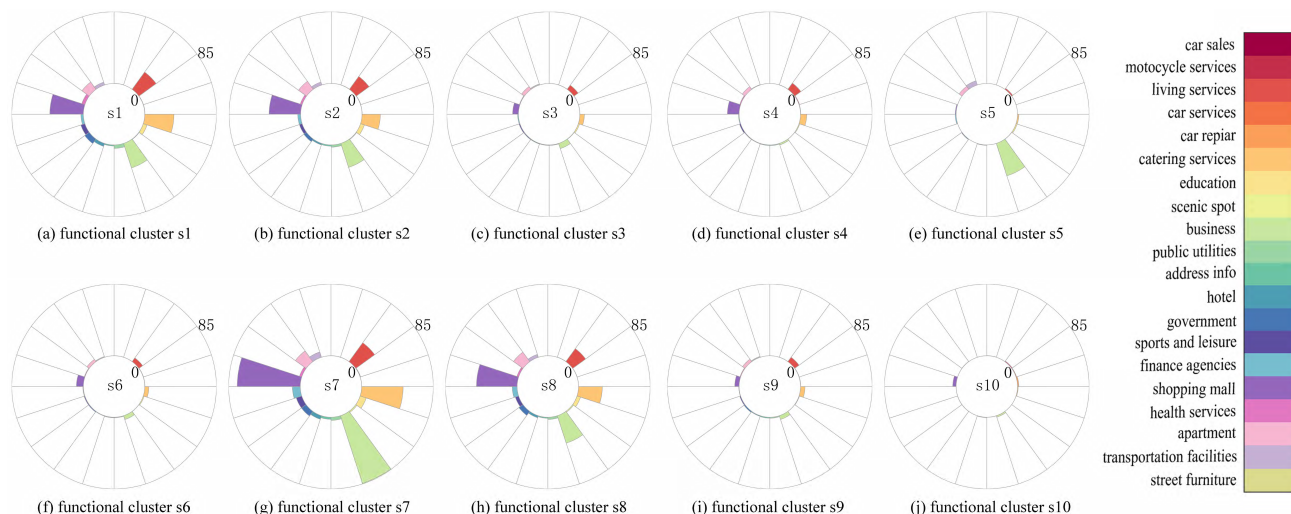 85
0
s1
(a) functional cluster s1
85
0
s2
(b) functional cluster s2
85
0
s3
(c) functional cluster s3
85
0
s4
(d) functional cluster s4
85
0
s5
(e) functional cluster s5
85
0
s6
(f) functional cluster s6
85
0
s7
(g) functional cluster s7
85
0
s8
(h) functional cluster s8
85
0
s9
(i) functional cluster s9
85
0
s10
(j) functional cluster s10
car sales
motocycle services
living services
car services
car repiar
catering services
education
scenic spot
business
public utilities
address info
hotel
government
sports and leisure
finance agencies
shopping mall
health services
apartment
transportation facilities
street furniture